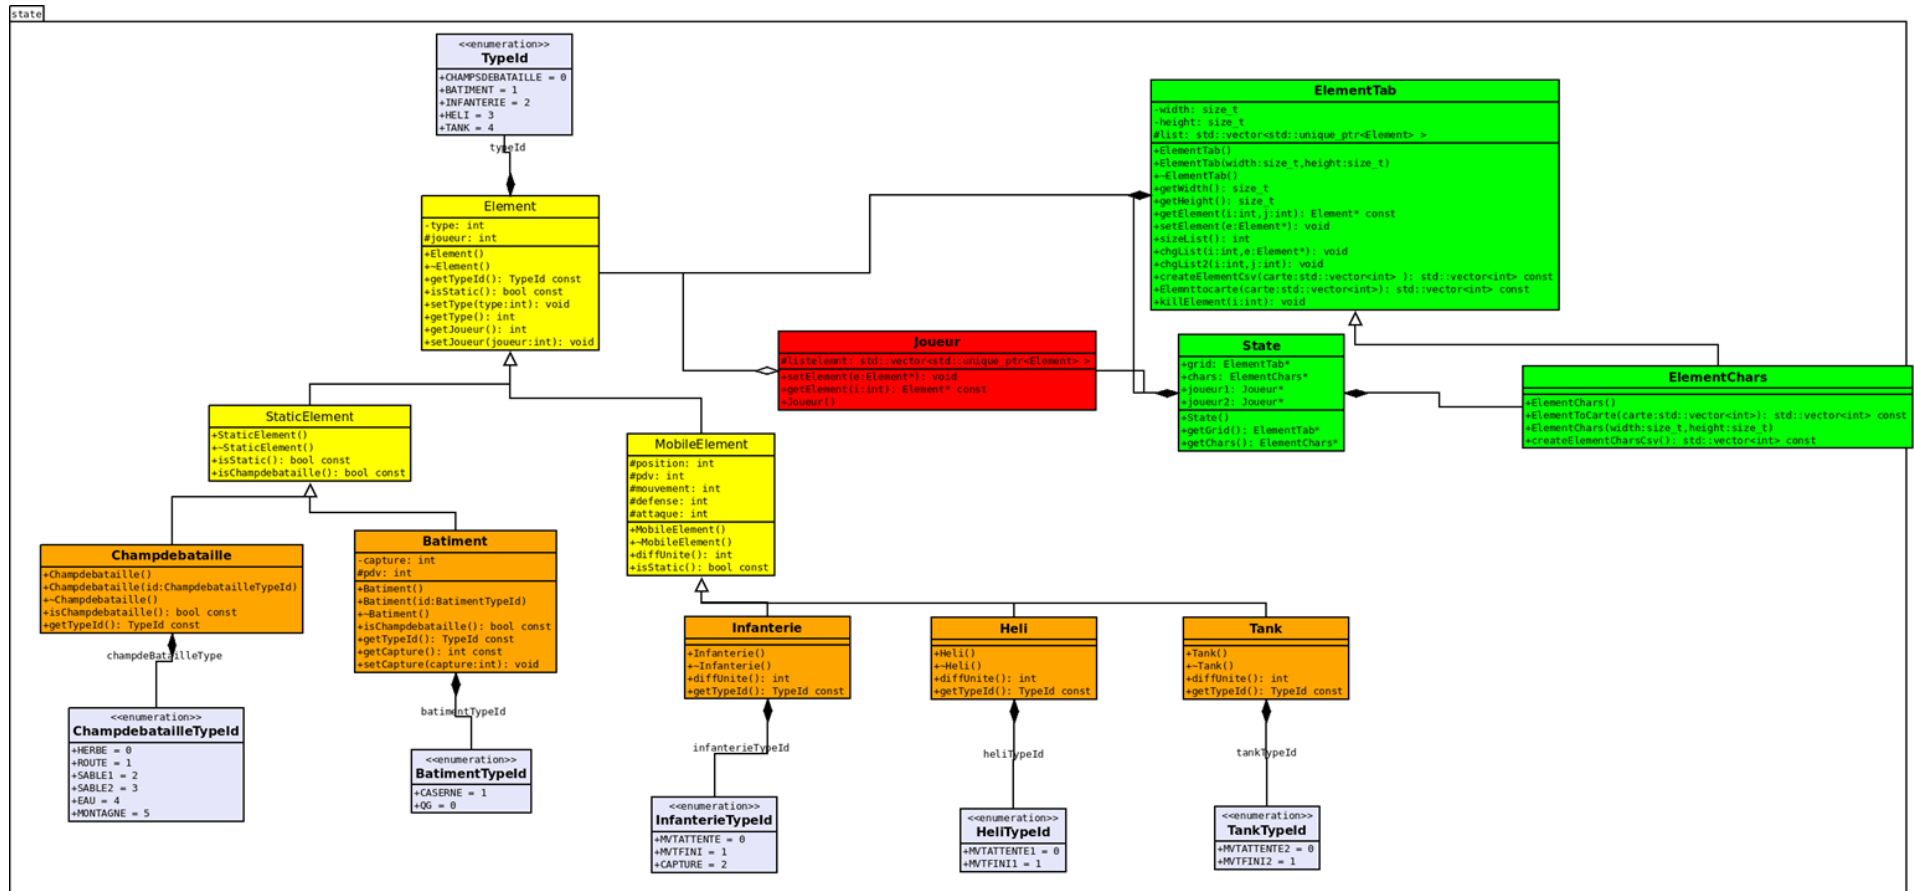 state
<<enumeration>>
TypeId
+CHAMPSDEBATAILLE = 0
+BATIMENT = 1
+INFANTERIE = 2
+HELI = 3
+TANK = 4
typeId
Element
-type: int
#joueur: int
+Element()
+~Element()
+getTypeId(): TypeId const
+isStatic(): bool const
+setType(type:int): void
+getType(): int
+getJoueur(): int
+setJoueur(joueur:int): void
ElementTab
-width: size_t
-height: size_t
#list: std::vector<std::unique_ptr<Element> >
+ElementTab()
+ElementTab(width:size_t,height:size_t)
+~ElementTab()
+getWidth(): size_t
+getHeight(): size_t
+getElement(i:int,j:int): Element* const
+setElement(e:Element*): void
+sizeList(): int
+chgList(i:int,e:Element*): void
+chgList2(i:int,j:int): void
+createElementCsv(carte:std::vector<int> ): std::vector<int> const
+Elemnttocarte(carte:std::vector<int>): std::vector<int> const
+killElement(i:int): void
Joueur
#listelemnt: std::vector<std::unique_ptr<Element> >
+setElement(e:Element*): void
+getElement(i:int): Element* const
+Joueur()
State
+grid: ElementTab*
+chars: ElementChars*
+joueur1: Joueur*
+joueur2: Joueur*
+State()
+getGrid(): ElementTab*
+getChars(): ElementChars*
ElementChars
+ElementChars()
+ElementToCarte(carte:std::vector<int>): std::vector<int> const
+ElementChars(width:size_t,height:size_t)
+createElementCharsCsv(): std::vector<int> const
StaticElement
+StaticElement()
+~StaticElement()
+isStatic(): bool const
+isChampdebataille(): bool const
MobileElement
#position: int
#pdv: int
#mouvement: int
#defense: int
#attaque: int
+MobileElement()
+~MobileElement()
+diffUnite(): int
+isStatic(): bool const
Champdebataille
+Champdebataille()
+Champdebataille(id:ChampdebatailleTypeId)
+~Champdebataille()
+isChampdebataille(): bool const
+getTypeId(): TypeId const
champdeBatailleType
Batiment
-capture: int
#pdv: int
+Batiment()
+Batiment(id:BatimentTypeId)
+~Batiment()
+isChampdebataille(): bool const
+getTypeId(): TypeId const
+getCapture(): int const
+setCapture(capture:int): void
batimentTypeId
Infanterie
+Infanterie()
+~Infanterie()
+diffUnite(): int
+getTypeId(): TypeId const
infanterieTypeId
Heli
+Heli()
+~Heli()
+diffUnite(): int
+getTypeId(): TypeId const
heliTypeId
Tank
+Tank()
+~Tank()
+diffUnite(): int
+getTypeId(): TypeId const
tankTypeId
<<enumeration>>
ChampdebatailleTypeId
+HERBE = 0
+ROUTE = 1
+SABLE1 = 2
+SABLE2 = 3
+EAU = 4
+MONTAGNE = 5
<<enumeration>>
BatimentTypeId
+CASERNE = 1
+QG = 0
<<enumeration>>
InfanterieTypeId
+MVTATTENTE = 0
+MVTFINI = 1
+CAPTURE = 2
<<enumeration>>
HeliTypeId
+MVTATTENTE1 = 0
+MVTFINI1 = 1
<<enumeration>>
TankTypeId
+MVTATTENTE2 = 0
+MVTFINI2 = 1